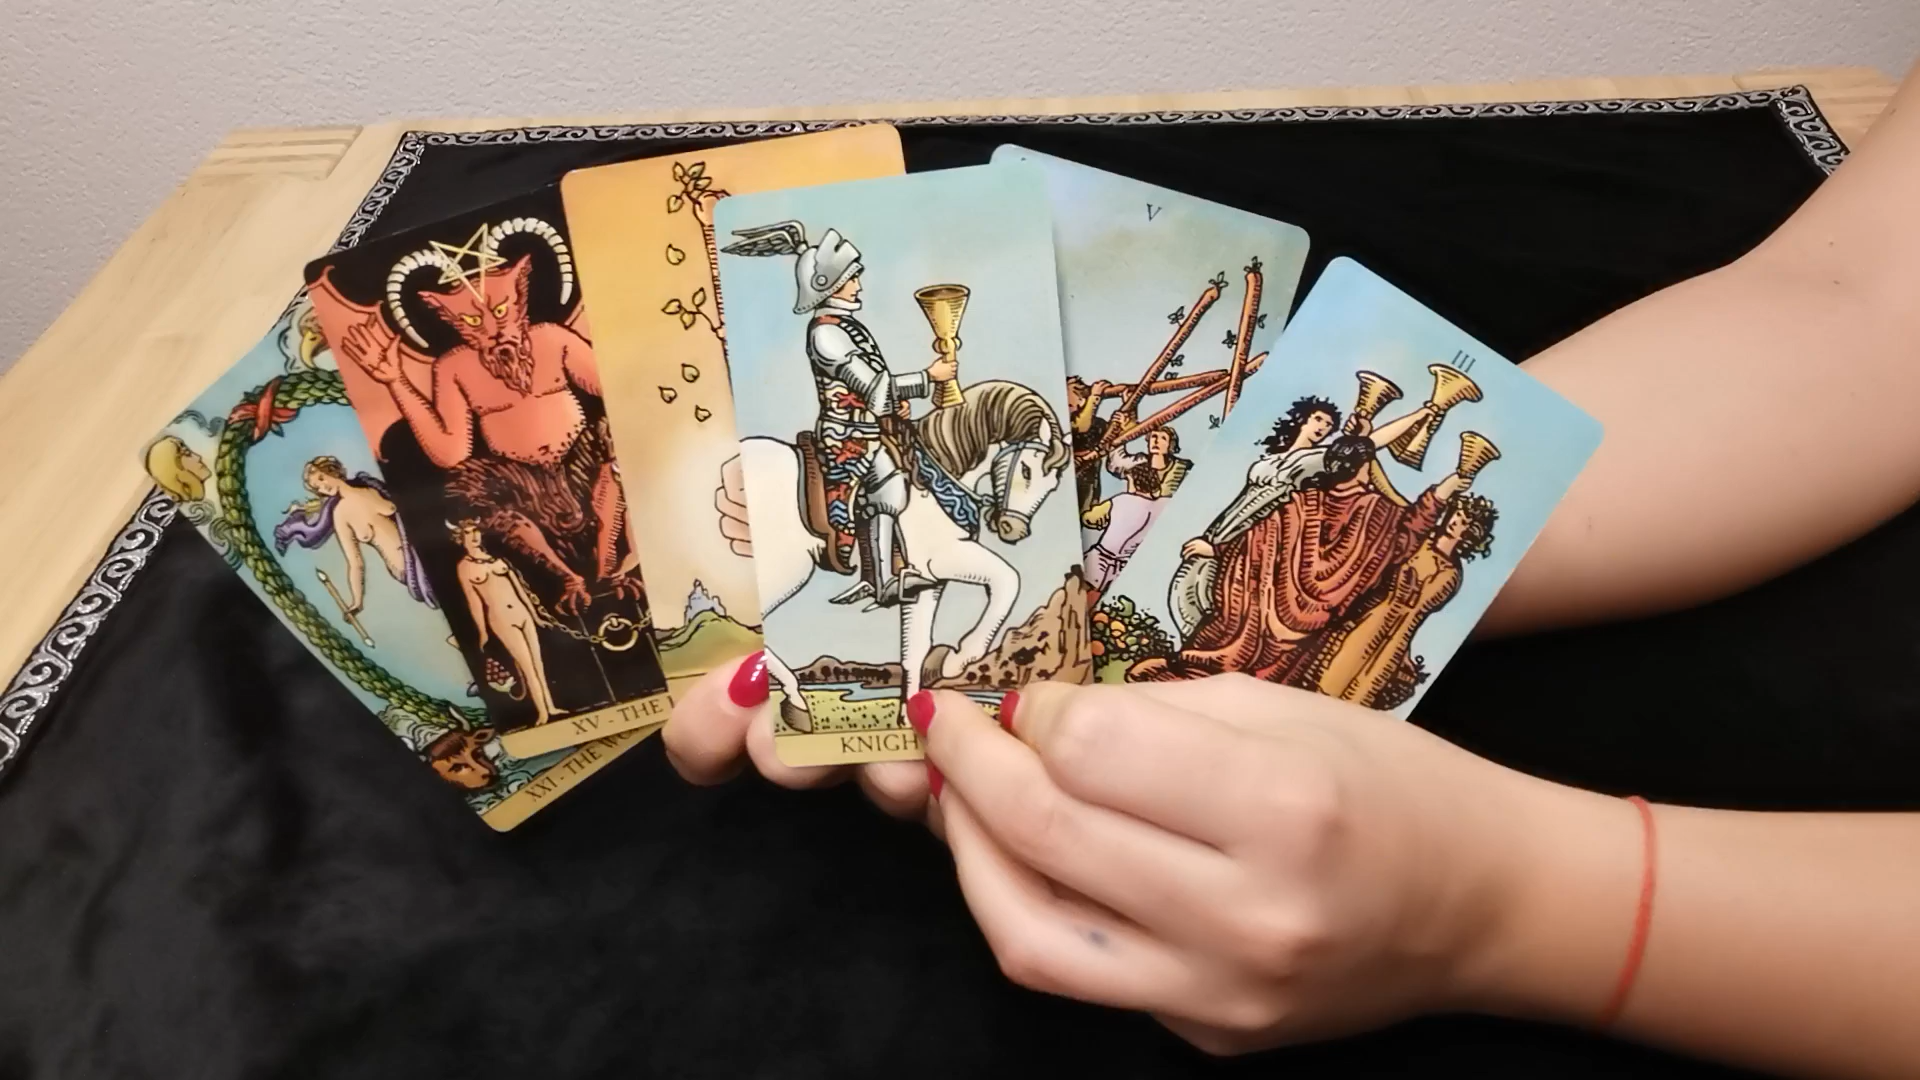 V
III
XV - THE
XXI - THE WO
KNIGH